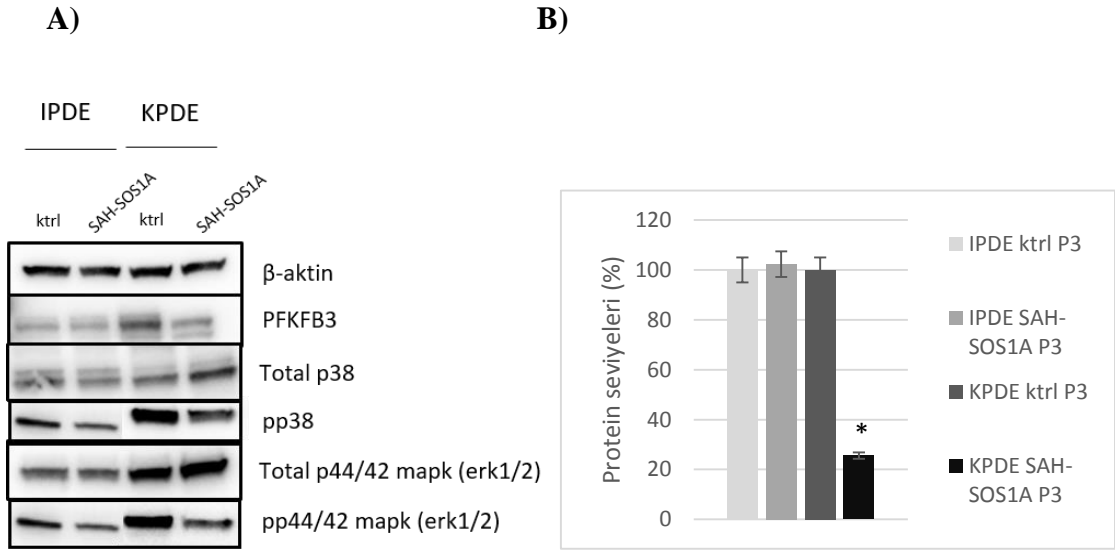 A)
B)
IPDE
KPDE
ktrl
SAH-SOS1A
ktrl
SAH-SOS1A
β-aktin
PFKFB3
Total p38
pp38
Total p44/42 mapk (erk1/2)
pp44/42 mapk (erk1/2)
Protein seviyeleri (%)
120
100
80
60
40
20
0
*
IPDE ktrl P3
IPDE SAH-
SOS1A P3
KPDE ktrl P3
KPDE SAH-
SOS1A P3